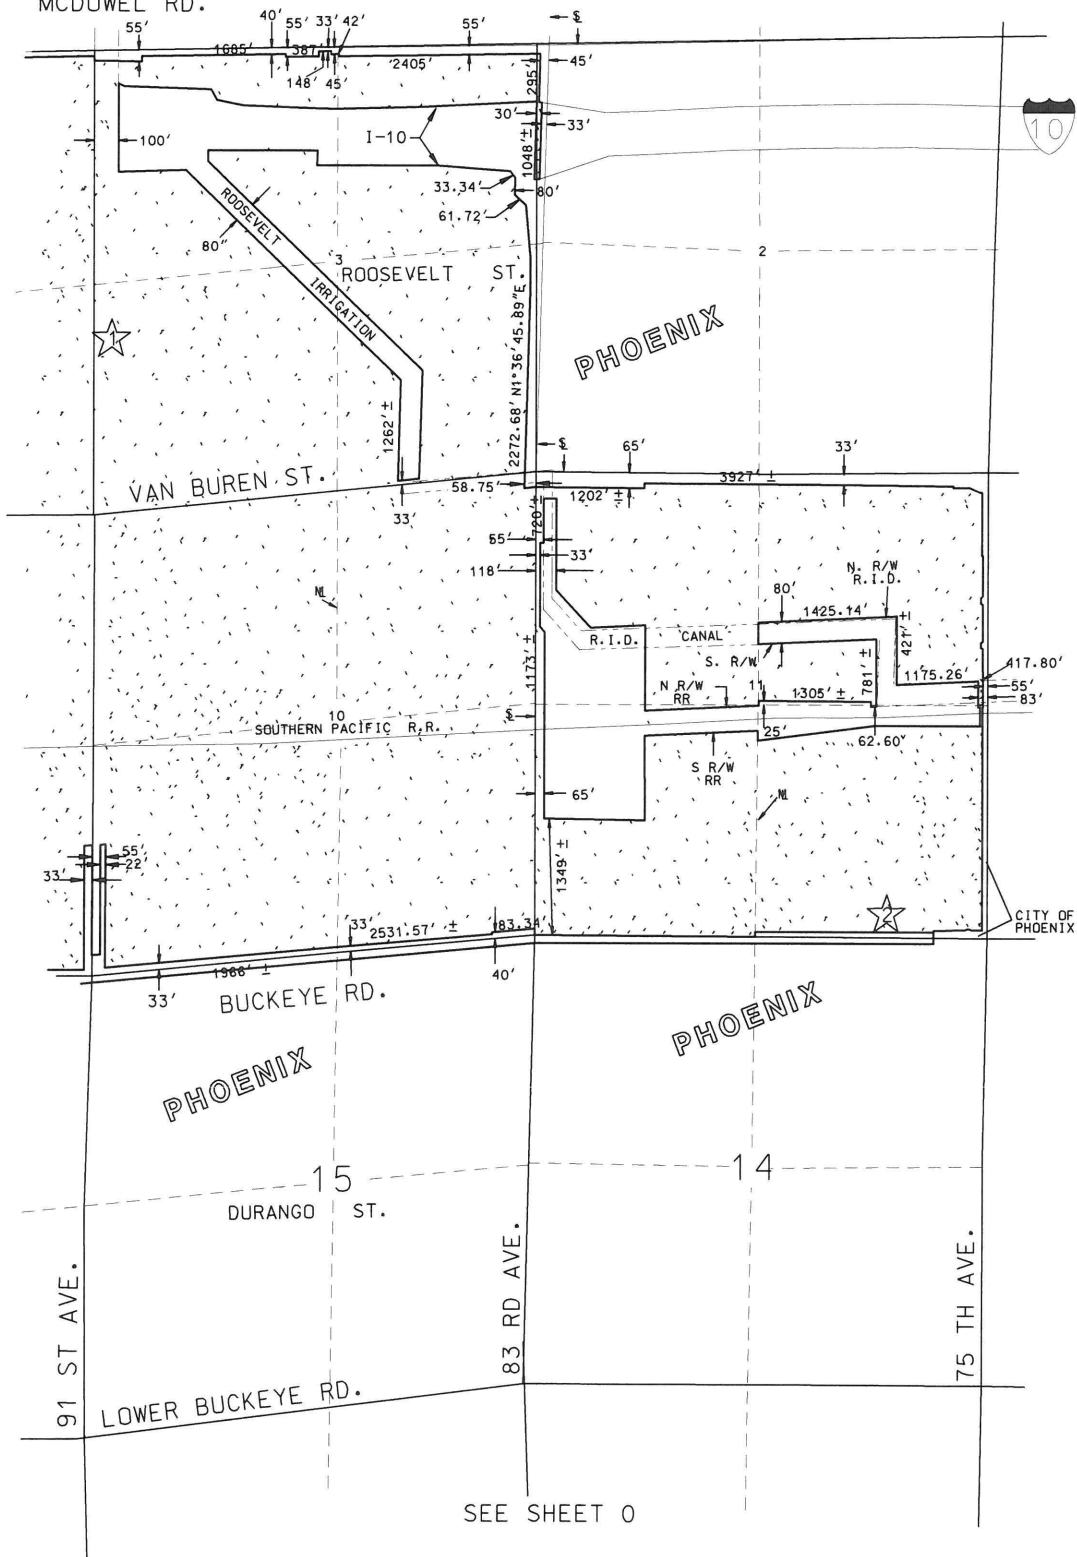 MCDOWEL RD.
55'
40'
55'
33'
42'
55'
1685'
387'
2405'
148'
45'
45'
295'
30'
33'
1048' ±
I-10
10
100'
33.34'
80'
61.72'
ROOSEVELT
IRRIGATION
80"
3
2
ROOSEVELT ST.
1
PHOENIX
2272.68' N1°36'45.89"E
1262' ±
VAN BUREN ST.
33'
58.75'
65'
33'
3927' ±
1202' ±
720' ±
55'
33'
118'
N. R/W
R.I.D.
80'
1425.14'
R.I.D. CANAL
S. R/W
421' ±
781' ±
1175.26'
417.80'
55'
83'
1173' ±
N R/W
RR
11
1305' ±
10
SOUTHERN PACIFIC R.R.
25'
62.60'
S R/W
RR
65'
1349' ±
55'
22'
33'
2
CITY OF
PHOENIX
33'
2531.57' ±
83.34'
1966' ±
33'
40'
BUCKEYE RD.
PHOENIX
PHOENIX
15
14
DURANGO ST.
91 ST AVE.
83 RD AVE.
75 TH AVE.
LOWER BUCKEYE RD.
SEE SHEET O